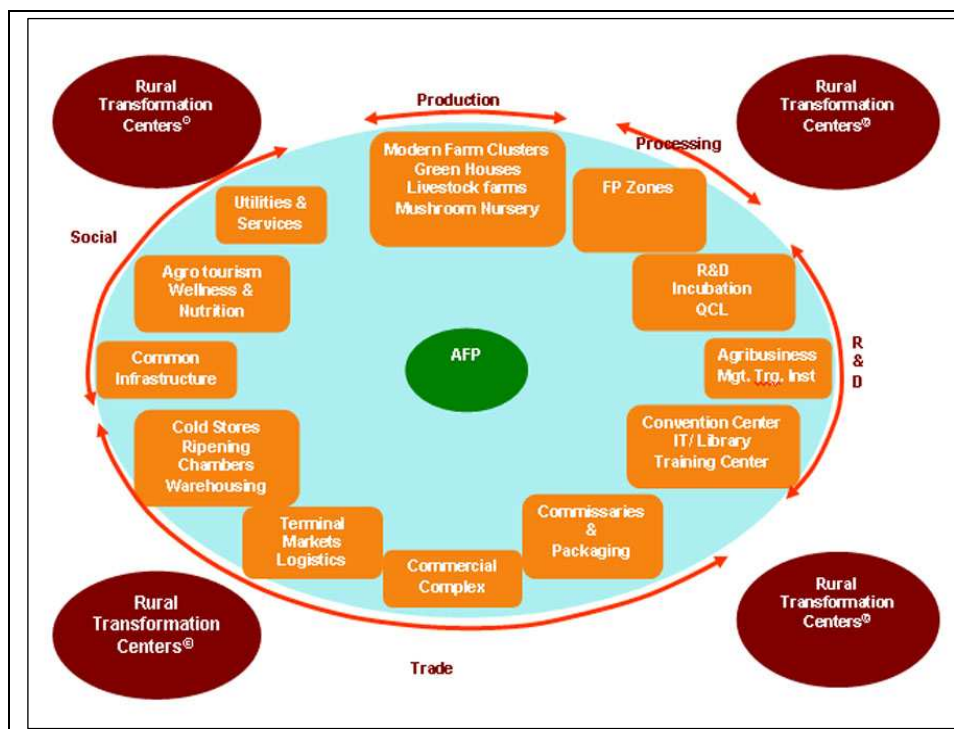 Rural
Transformation
Centers©
Production
Rural
Transformation
Centers©
Processing
Modern Farm Clusters
Green Houses
Livestock farms
Mushroom Nursery
FP Zones
Utilities &
Services
Social
Agro tourism
Wellness &
Nutrition
R&D
Incubation
QCL
AFP
Common
Infrastructure
Agribusiness
Mgt. Trg. Inst
R
&
D
Cold Stores
Ripening
Chambers
Warehousing
Convention Center
IT/ Library
Training Center
Terminal
Markets
Logistics
Commercial
Complex
Commissaries
&
Packaging
Rural
Transformation
Centers©
Rural
Transformation
Centers©
Trade